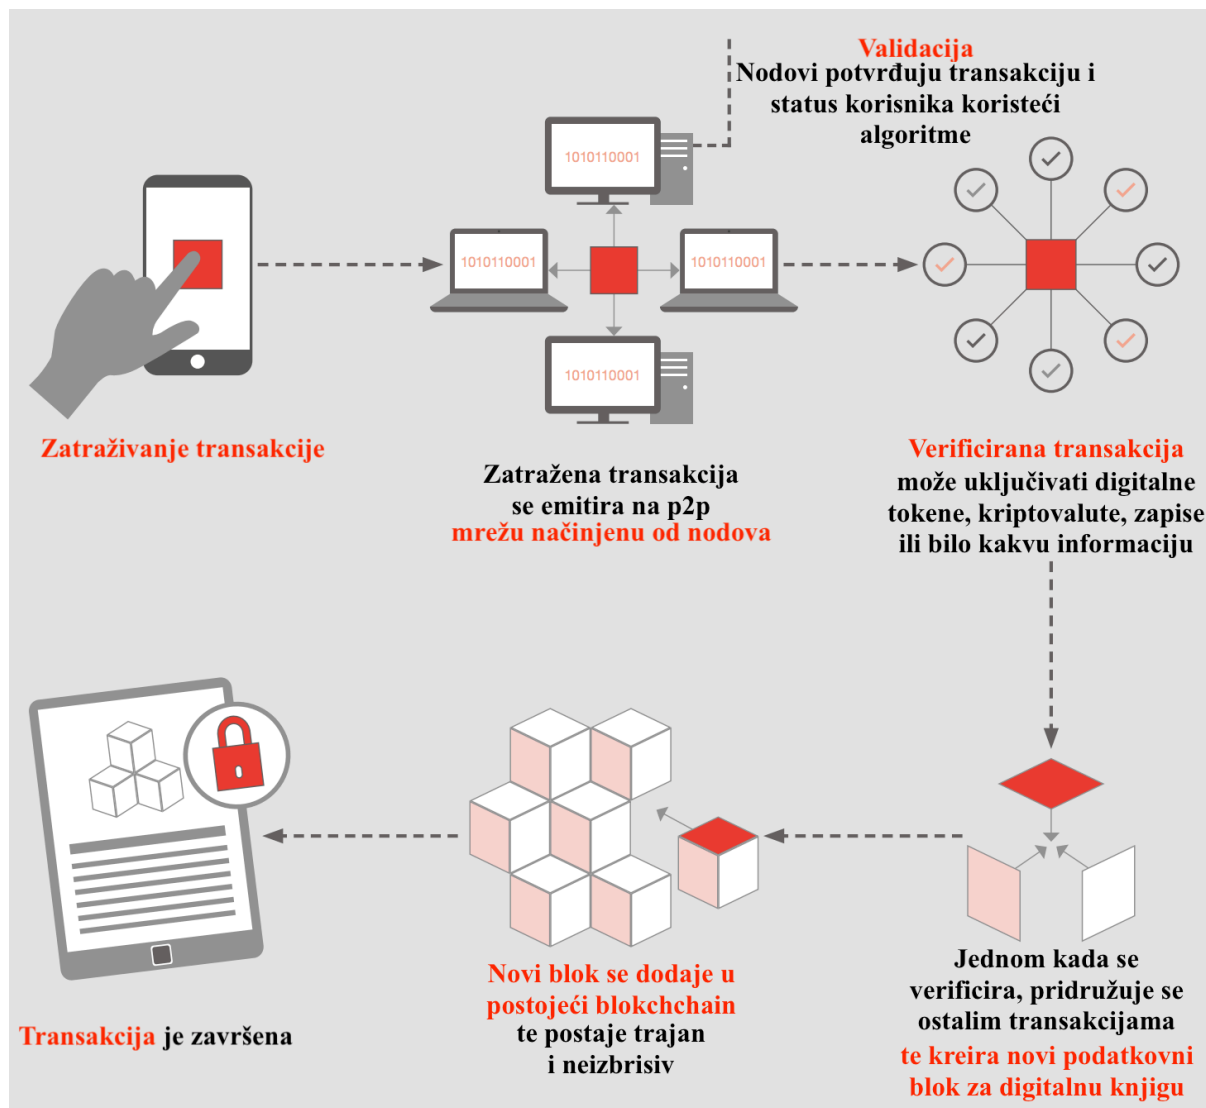 Validacija
Nodovi potvrđuju transakciju i
status korisnika koristeći
algoritme
1010110001
1010110001
1010110001
1010110001
Zatraživanje transakcije
Zatražena transakcija
se emitira na p2p
mrežu načinjenu od nodova
Verificirana transakcija
može uključivati digitalne
tokene, kriptovalute, zapise
ili bilo kakvu informaciju
Jednom kada se
verificira, pridružuje se
ostalim transakcijama
te kreira novi podatkovni
blok za digitalnu knjigu
Novi blok se dodaje u
postojeći blokchchain
te postaje trajan
i neizbrisiv
Transakcija je završena